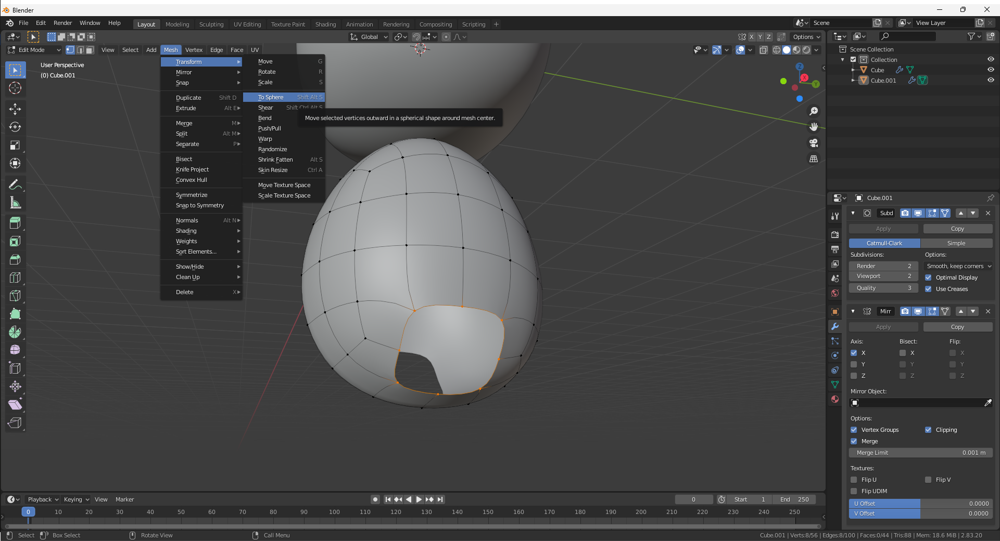 Blender
File Edit Render Window Help Layout Modeling Sculpting UV Editing Texture Paint Shading Animation Rendering Compositing Scripting + Scene View Layer
Global X Y Z Options
Edit Mode View Select Add Mesh Vertex Edge Face UV
User Perspective
(0) Cube.001
Transform
Mirror
Snap
Duplicate Shift D
Extrude Alt E
Merge M
Split Alt M
Separate P
Bisect
Knife Project
Convex Hull
Symmetrize
Snap to Symmetry
Normals Alt N
Shading
Weights
Sort Elements...
Show/Hide
Clean Up
Delete X
Move G
Rotate R
Scale S
To Sphere Shift Alt S
Shear Shift Ctrl Alt S
Bend
Push/Pull
Warp
Randomize
Shrink Fatten Alt S
Skin Resize Ctrl A
Move Texture Space
Scale Texture Space
Move selected vertices outward in a spherical shape around mesh center.
Z
X
Y
Scene Collection
Collection
Cube
Cube.001
Cube.001
Subd
Apply Copy
Catmull-Clark Simple
Subdivisions: Options:
Render 2 Smooth, keep corners
Viewport 2 Optimal Display
Quality 3 Use Creases
Mirr
Apply Copy
Axis: Bisect: Flip:
X X X
Y Y Y
Z Z Z
Mirror Object:
Options:
Vertex Groups Clipping
Merge
Merge Limit 0.001 m
Textures:
Flip U Flip V
Flip UDIM
U Offset 0.0000
V Offset 0.0000
Playback Keying View Marker 0 Start 1 End 250
0 10 20 30 40 50 60 70 80 90 100 110 120 130 140 150 160 170 180 190 200 210 220 230 240 250
Select Box Select Rotate View Call Menu Cube.001 | Verts:8/56 | Edges:8/100 | Faces:0/44 | Tris:88 | Mem: 18.6 MiB | 2.83.20